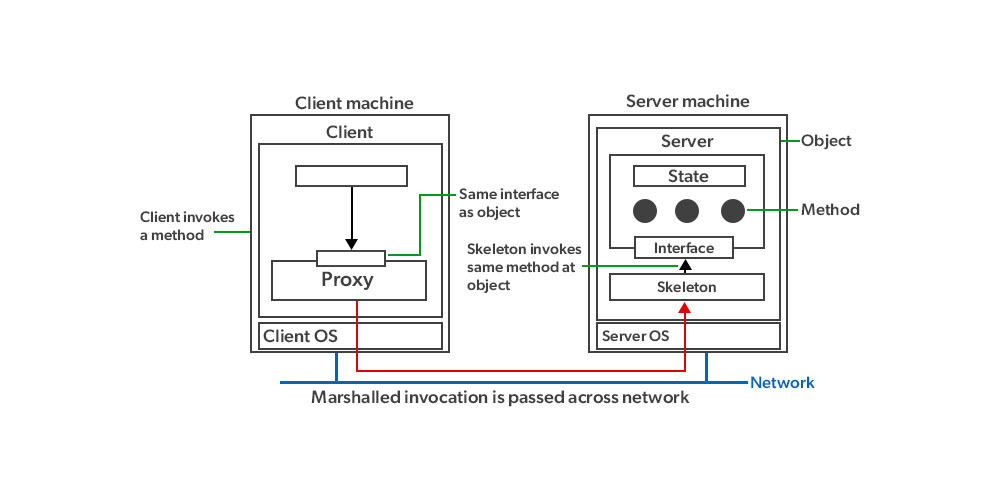 Client machine
Server machine
Client
Server
Object
State
Same interface
as object
Client invokes
a method
Method
Skeleton invokes
same method at
object
Interface
Proxy
Skeleton
Client OS
Server OS
Network
Marshalled invocation is passed across network